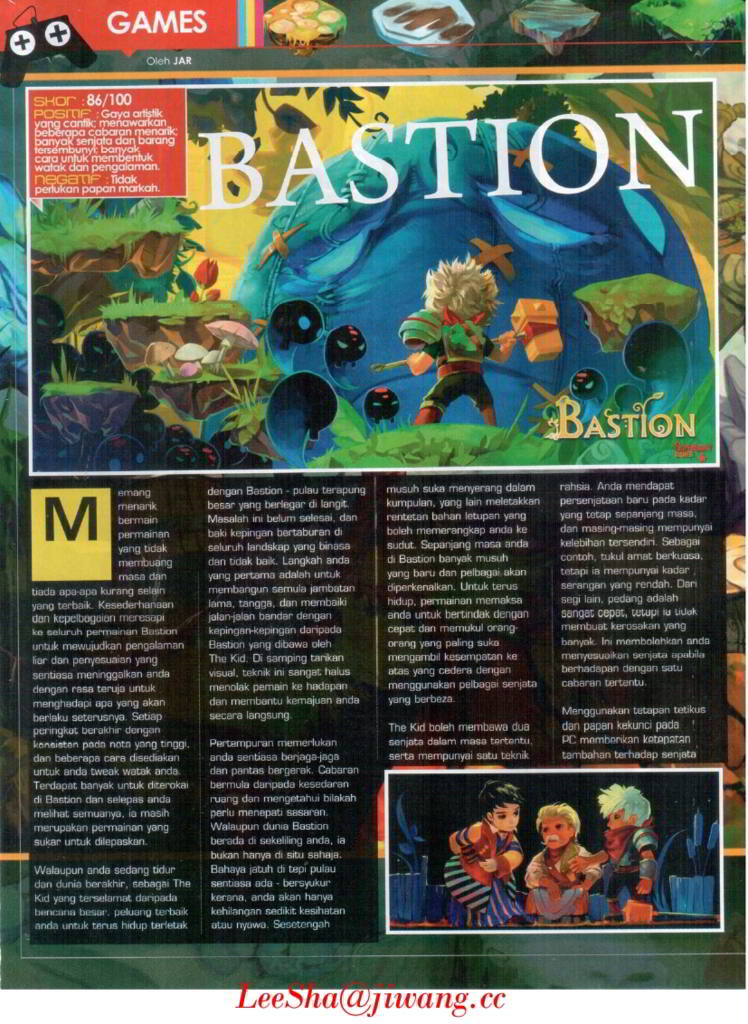 GAMES
Oleh JAR
SKOR : 86/100
POSITIF : Gaya artistik
yang cantik; menawarkan
beberapa cabaran menarik;
banyak senjata dan barang
tersembunyi; banyak
cara untuk membentuk
watak dan pengalaman.
NEGATIF : Tidak
perlukan papan markah.
BASTION
BASTION
M
emang
menarik
bermain
permainan
yang tidak
membuang
masa dan
tiada apa-apa kurang selain
yang terbaik. Kesederhanaan
dan kepelbagaian meresapi
ke seluruh permainan Bastion
untuk mewujudkan pengalaman
liar dan penyesuaian yang
sentiasa meninggalkan anda
dengan rasa teruja untuk
menghadapi apa yang akan
berlaku seterusnya. Setiap
peringkat berakhir dengan
konsisten pada nota yang tinggi,
dan beberapa cara disediakan
untuk anda tweak watak anda.
Terdapat banyak untuk diterokai
di Bastion dan selepas anda
melihat semuanya, ia masih
merupakan permainan yang
sukar untuk dilepaskan.
Walaupun anda sedang tidur
dan dunia berakhir, sebagai The
Kid yang terselamat daripada
bencana besar, peluang terbaik
anda untuk terus hidup terletak
dengan Bastion - pulau terapung
besar yang berlegar di langit.
Masalah ini belum selesai, dan
baki kepingan bertaburan di
seluruh landskap yang binasa
dan tidak baik. Langkah anda
yang pertama adalah untuk
membangun semula jambatan
lama, tangga, dan membaiki
jalan-jalan bandar dengan
kepingan-kepingan daripada
Bastion yang dibawa oleh
The Kid. Di samping tarikan
visual, teknik ini sangat halus
menolak pemain ke hadapan
dan membantu kemajuan anda
secara langsung.
Pertempuran memerlukan
anda sentiasa berjaga-jaga
dan pantas bergerak. Cabaran
bermula daripada kesedaran
ruang dan mengetahui bilakah
perlu menepati sasaran.
Walaupun dunia Bastion
berada di sekeliling anda, ia
bukan hanya di situ sahaja.
Bahaya jatuh di tepi pulau
sentiasa ada - bersyukur
kerana, anda akan hanya
kehilangan sedikit kesihatan
atau nyawa. Sesetengah
musuh suka menyerang dalam
kumpulan, yang lain meletakkan
rentetan bahan letupan yang
boleh memerangkap anda ke
sudut. Sepanjang masa anda
di Bastion banyak musuh
yang baru dan pelbagai akan
diperkenalkan. Untuk terus
hidup, permainan memaksa
anda untuk bertindak dengan
cepat dan memukul orang-
orang yang paling suka
mengambil kesempatan ke
atas yang cedera dengan
menggunakan pelbagai senjata
yang berbeza.
The Kid boleh membawa dua
senjata dalam masa tertentu,
serta mempunyai satu teknik
rahsia. Anda mendapat
persenjataan baru pada kadar
yang tetap sepanjang masa,
dan masing-masing mempunyai
kelebihan tersendiri. Sebagai
contoh, tukul amat berkuasa,
tetapi ia mempunyai kadar
serangan yang rendah. Dari
segi lain, pedang adalah
sangat cepat, tetapi ia tidak
membuat kerosakan yang
banyak. Ini membolehkan anda
menyesuaikan senjata apabila
berhadapan dengan satu
cabaran tertentu.
Menggunakan tetapan tetikus
dan papan kekunci pada
PC memberikan ketepatan
tambahan terhadap senjata
LeeSha@jiwang.cc